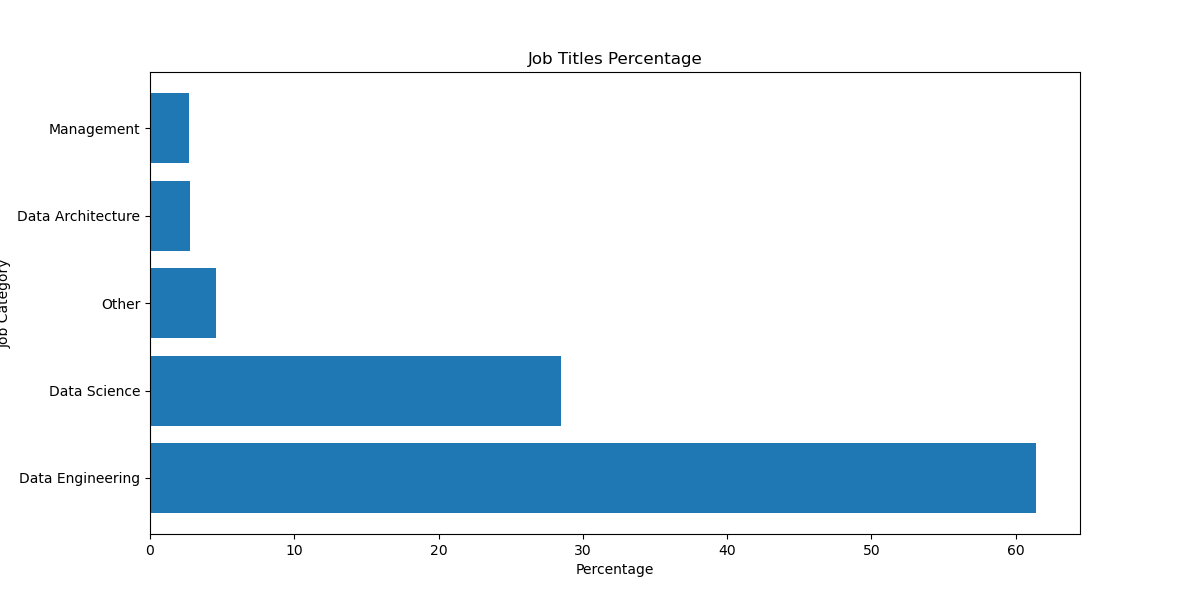 Job Titles Percentage
Management
Data Architecture
Other
Data Science
Data Engineering
Job Category
0 10 20 30 40 50 60
Percentage